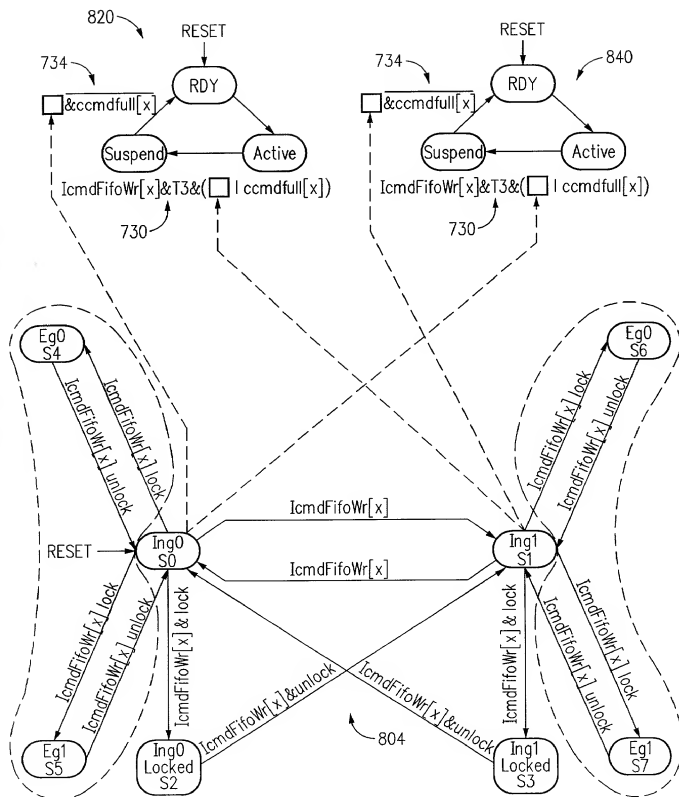 820
RESET
734
RDY
&ccmdfull[x]
Suspend
Active
IcmdFifoWr[x]&T3&( | ccmdfull[x])
730
RESET
734
840
RDY
&ccmdfull[x]
Suspend
Active
IcmdFifoWr[x]&T3&( | ccmdfull[x])
730
Eg0
S4
IcmdFifoWr[x] lock
IcmdFifoWr[x] unlock
Eg0
S6
IcmdFifoWr[x] lock
IcmdFifoWr[x] unlock
IcmdFifoWr[x]
RESET
Ing0
S0
Ing1
S1
IcmdFifoWr[x]
IcmdFifoWr[x] lock
IcmdFifoWr[x] unlock
IcmdFifoWr[x] & lock
IcmdFifoWr[x]&unlock
IcmdFifoWr[x]&unlock
IcmdFifoWr[x] & lock
IcmdFifoWr[x] unlock
IcmdFifoWr[x] lock
804
Eg1
S5
Ing0
Locked
S2
Ing1
Locked
S3
Eg1
S7